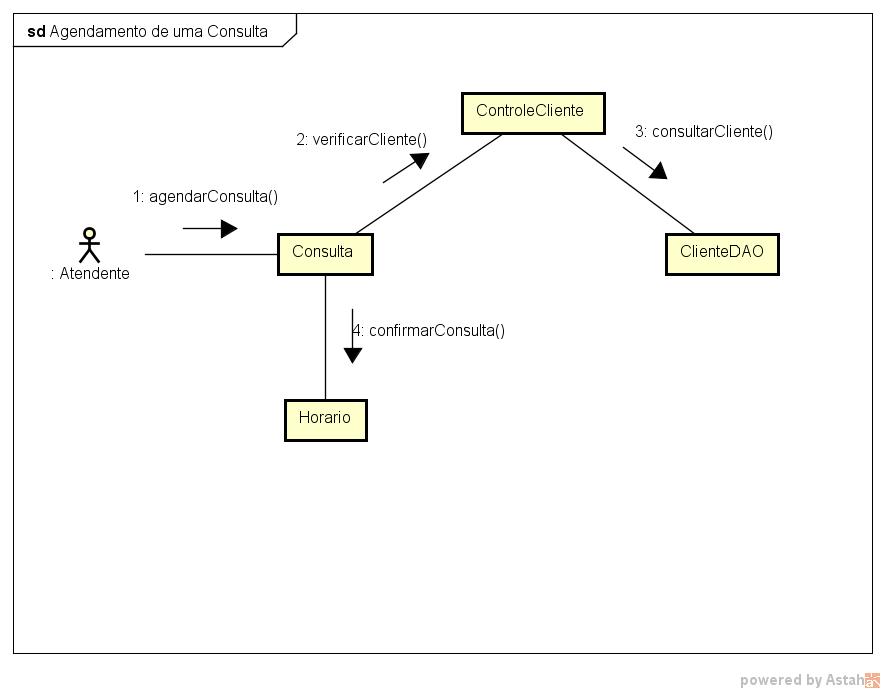 sd Agendamento de uma Consulta
ControleCliente
2: verificarCliente()
3: consultarCliente()
1: agendarConsulta()
Consulta
ClienteDAO
: Atendente
4: confirmarConsulta()
Horario
powered by Astah